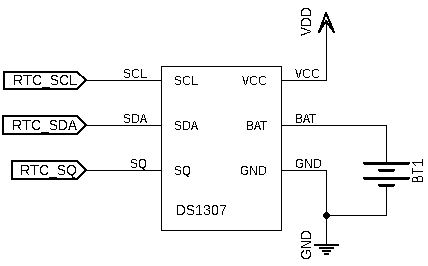 VDD
RTC_SCL SCL SCL VCC VCC
RTC_SDA SDA SDA BAT BAT
RTC_SQ SQ SQ GND GND
BT1
DS1307
GND